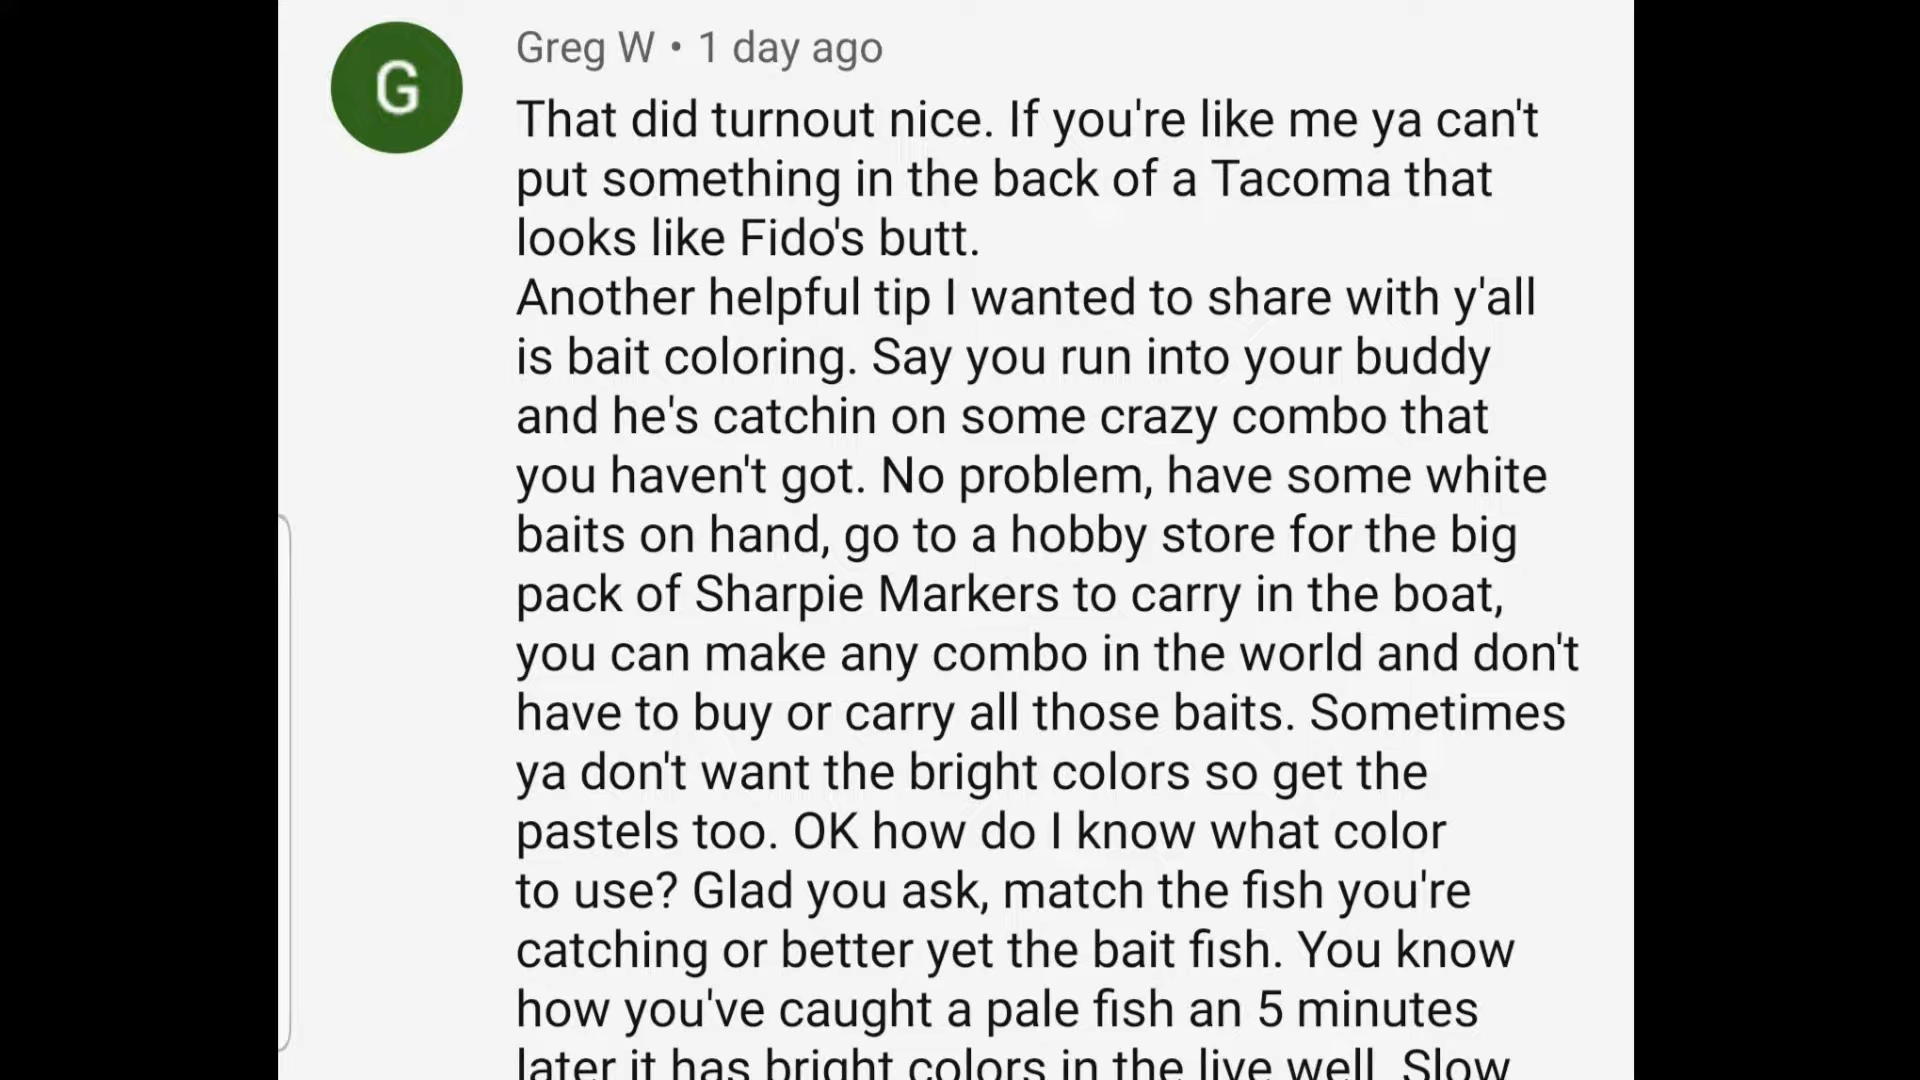 G
Greg W • 1 day ago
That did turnout nice. If you're like me ya can't
put something in the back of a Tacoma that
looks like Fido's butt.
Another helpful tip I wanted to share with y'all
is bait coloring. Say you run into your buddy
and he's catchin on some crazy combo that
you haven't got. No problem, have some white
baits on hand, go to a hobby store for the big
pack of Sharpie Markers to carry in the boat,
you can make any combo in the world and don't
have to buy or carry all those baits. Sometimes
ya don't want the bright colors so get the
pastels too. OK how do I know what color
to use? Glad you ask, match the fish you're
catching or better yet the bait fish. You know
how you've caught a pale fish an 5 minutes
later it has bright colors in the live well. Slow